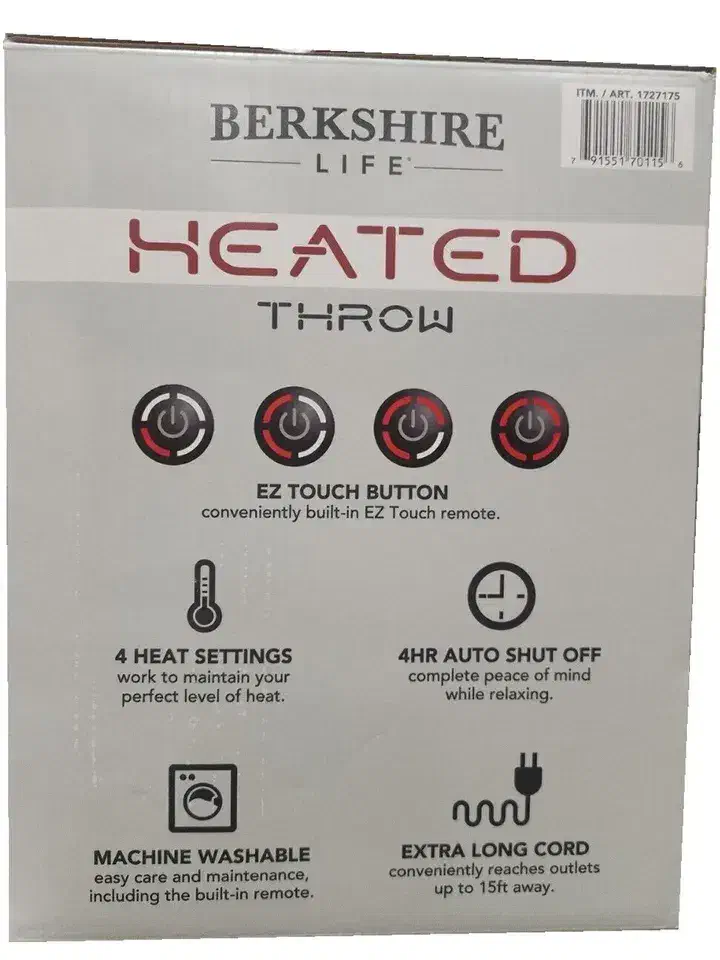 ITM. / ART. 1727175
7 91551 70115 6
BERKSHIRE
LIFE
HEATED
THROW
EZ TOUCH BUTTON
conveniently built-in EZ Touch remote.
4 HEAT SETTINGS
work to maintain your
perfect level of heat.
4HR AUTO SHUT OFF
complete peace of mind
while relaxing.
MACHINE WASHABLE
easy care and maintenance,
including the built-in remote.
EXTRA LONG CORD
conveniently reaches outlets
up to 15ft away.